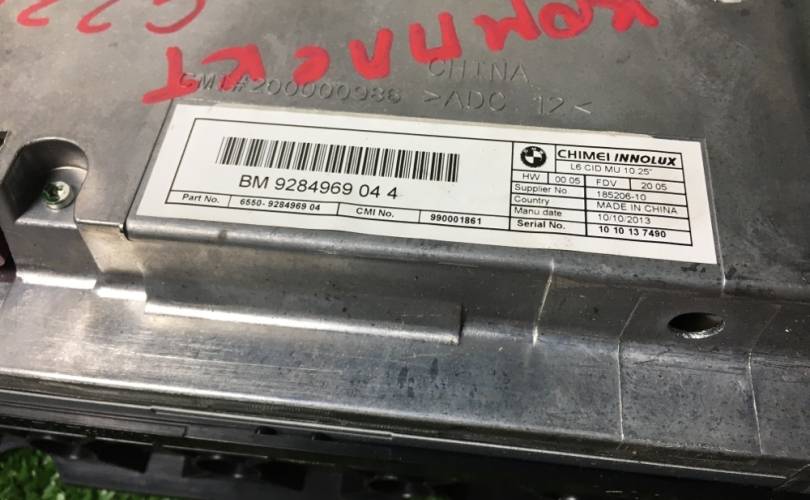 КОМПЛЕКТ
CHINA
CMI#200000986 >ADC 12<
BM 9284969 04 4
Part No. 6550- 9284969 04 CMI No. 990001861
CHIMEI INNOLUX
L6 CID MU 10.25"
HW 00 05 FDV 20 05
Supplier No 185206-10
Country MADE IN CHINA
Manu date 10/10/2013
Serial No. 10 10 13 7490